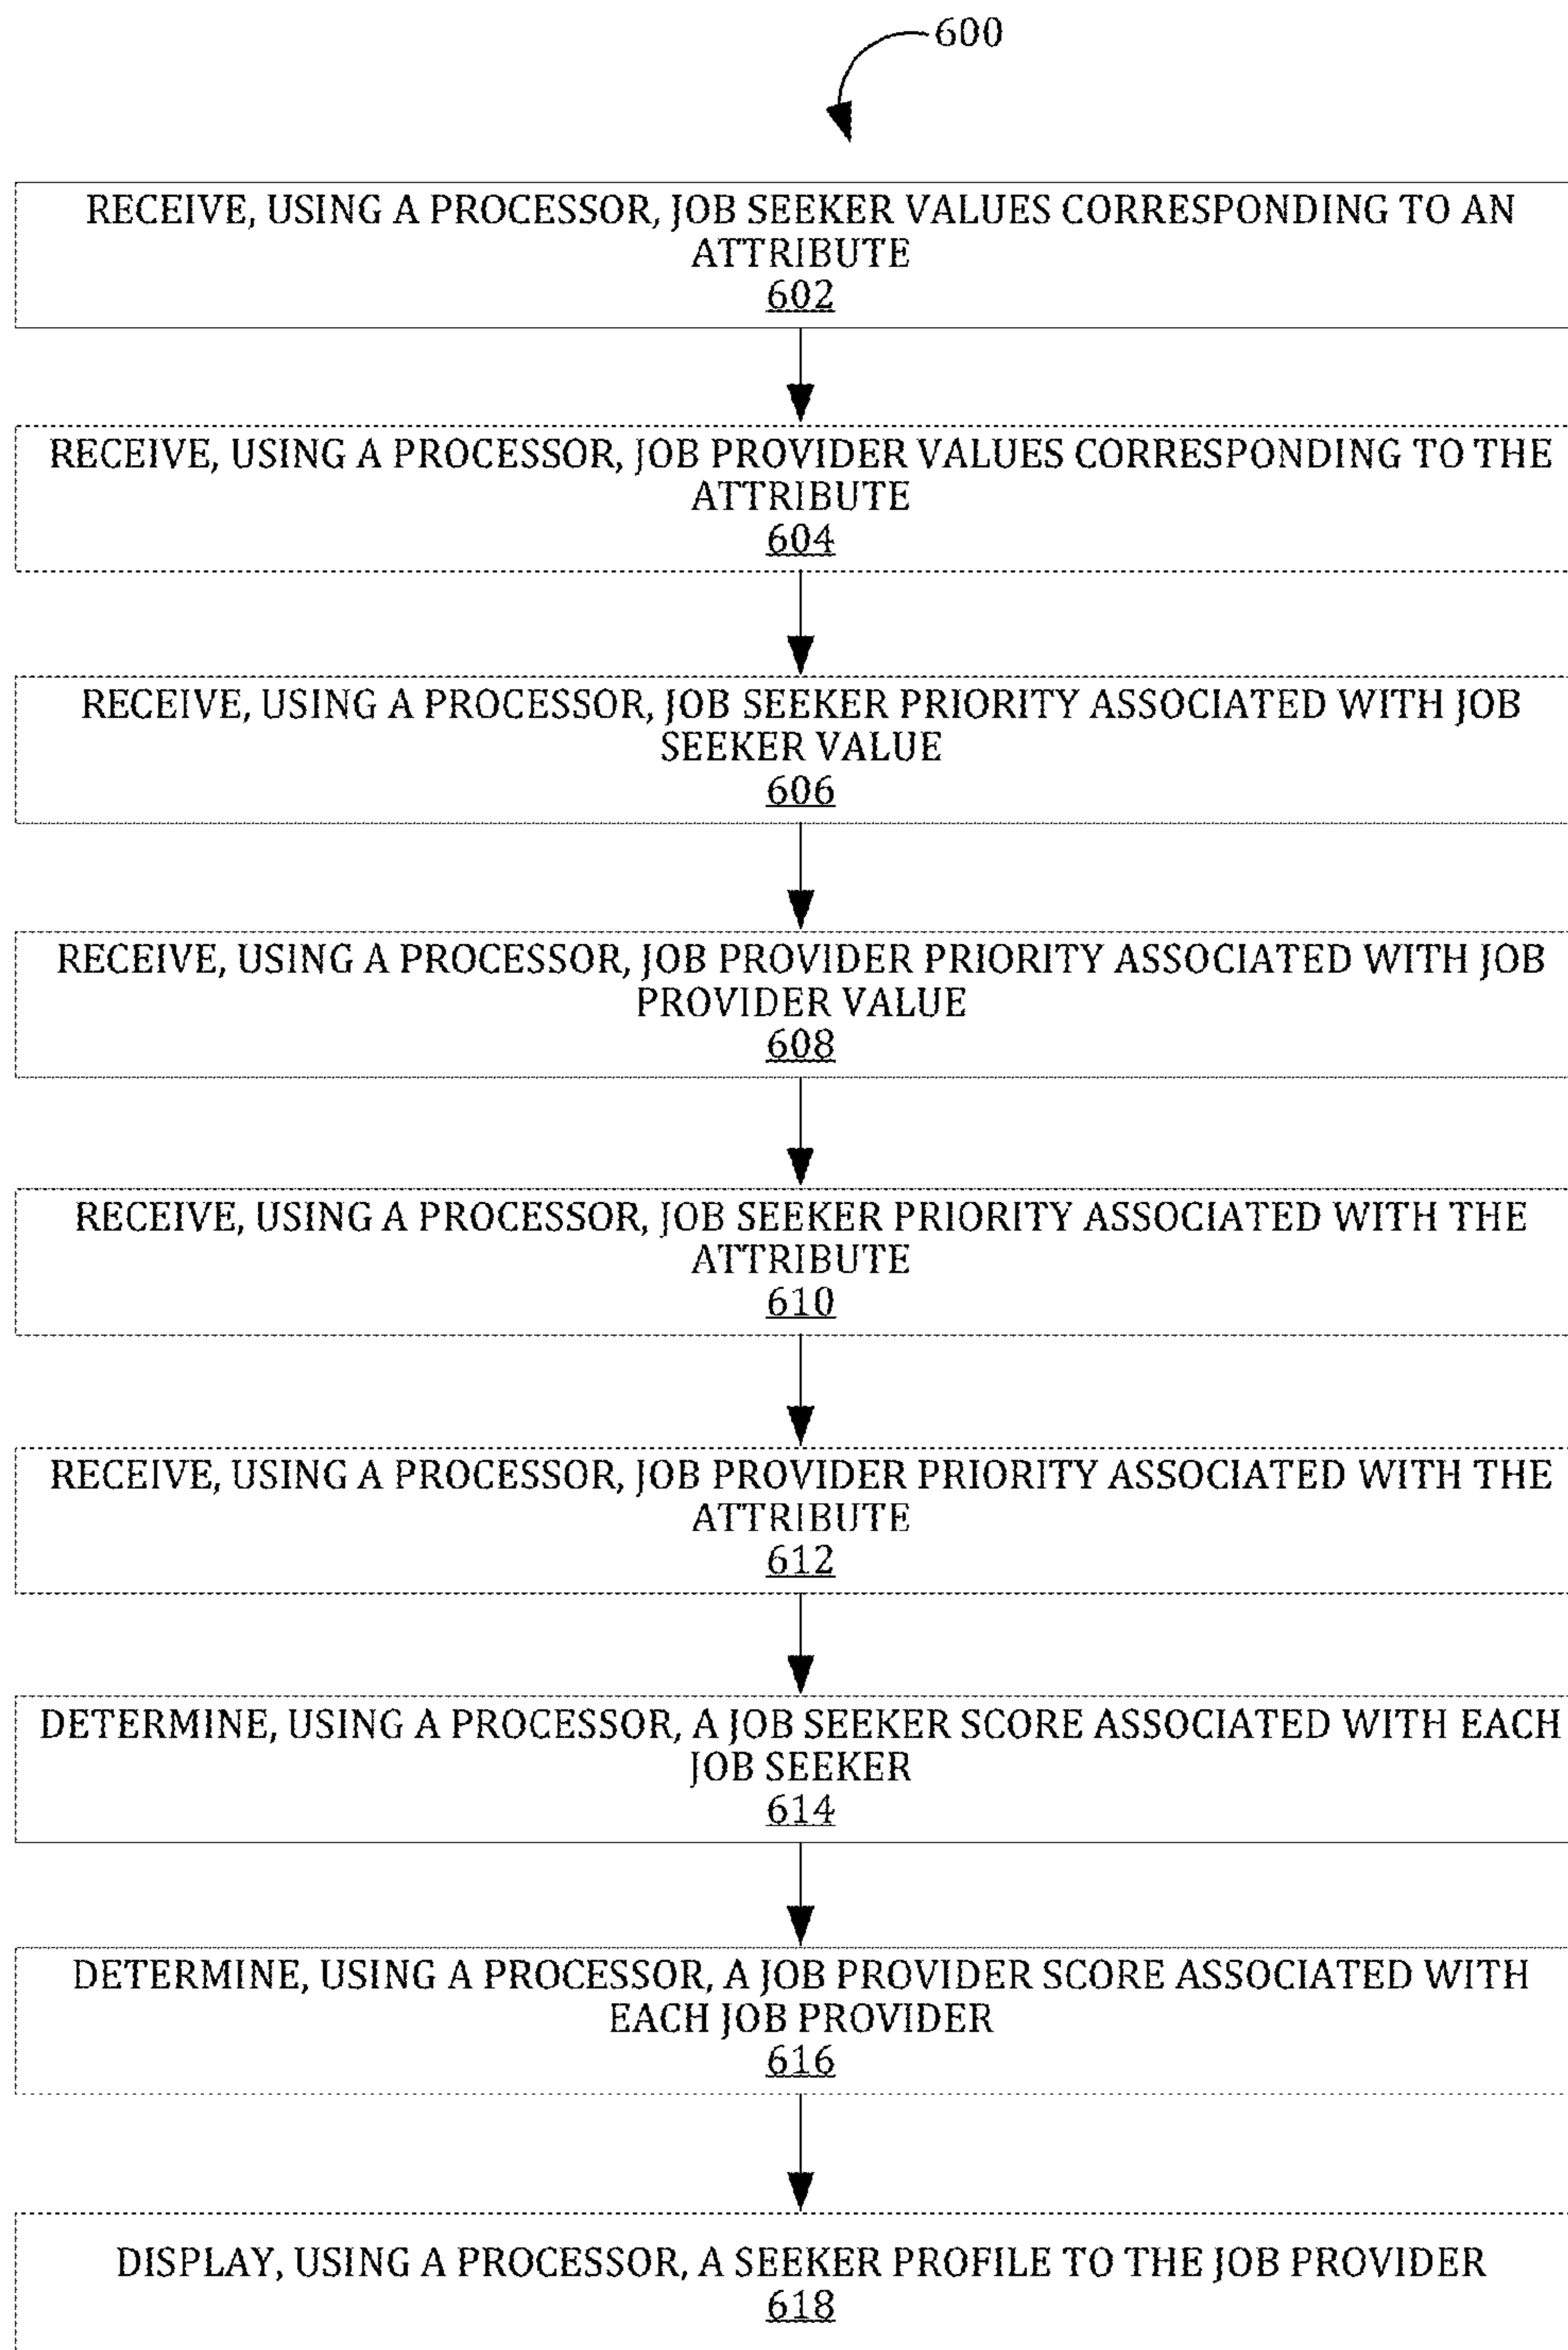 600
RECEIVE, USING A PROCESSOR, JOB SEEKER VALUES CORRESPONDING TO AN
ATTRIBUTE
602
RECEIVE, USING A PROCESSOR, JOB PROVIDER VALUES CORRESPONDING TO THE
ATTRIBUTE
604
RECEIVE, USING A PROCESSOR, JOB SEEKER PRIORITY ASSOCIATED WITH JOB
SEEKER VALUE
606
RECEIVE, USING A PROCESSOR, JOB PROVIDER PRIORITY ASSOCIATED WITH JOB
PROVIDER VALUE
608
RECEIVE, USING A PROCESSOR, JOB SEEKER PRIORITY ASSOCIATED WITH THE
ATTRIBUTE
610
RECEIVE, USING A PROCESSOR, JOB PROVIDER PRIORITY ASSOCIATED WITH THE
ATTRIBUTE
612
DETERMINE, USING A PROCESSOR, A JOB SEEKER SCORE ASSOCIATED WITH EACH
JOB SEEKER
614
DETERMINE, USING A PROCESSOR, A JOB PROVIDER SCORE ASSOCIATED WITH
EACH JOB PROVIDER
616
DISPLAY, USING A PROCESSOR, A SEEKER PROFILE TO THE JOB PROVIDER
618